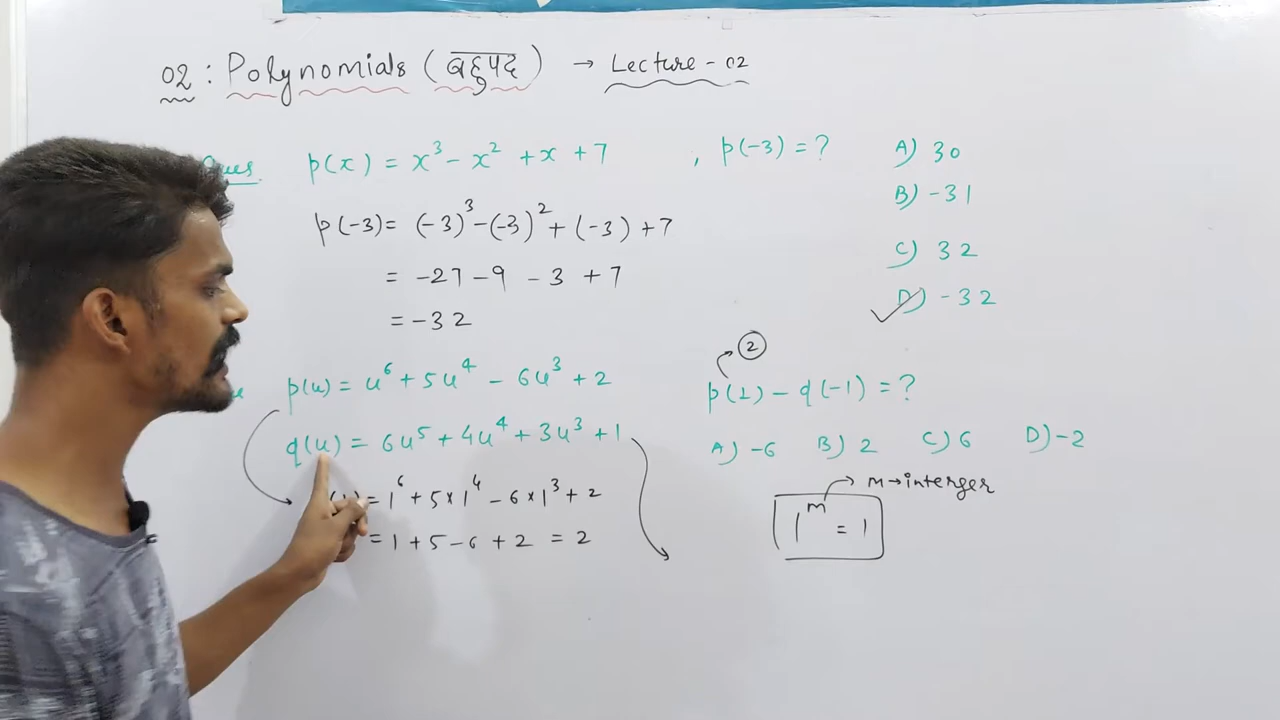 02 : Polynomials (बहुपद) → Lecture - 02
Ques. p(x) = x³ - x² + x + 7 , p(-3) = ?
A) 30
B) -31
C) 32
D) -32
p(-3) = (-3)³ - (-3)² + (-3) + 7
= -27 - 9 - 3 + 7
= -32
p(u) = u⁶ + 5u⁴ - 6u³ + 2
q(u) = 6u⁵ + 4u⁴ + 3u³ + 1
2
p(1) - q(-1) = ?
A) -6 B) 2 C) 6 D) -2
= 1⁶ + 5×1⁴ - 6×1³ + 2
= 1 + 5 - 6 + 2 = 2
m → interger
1ᵐ = 1